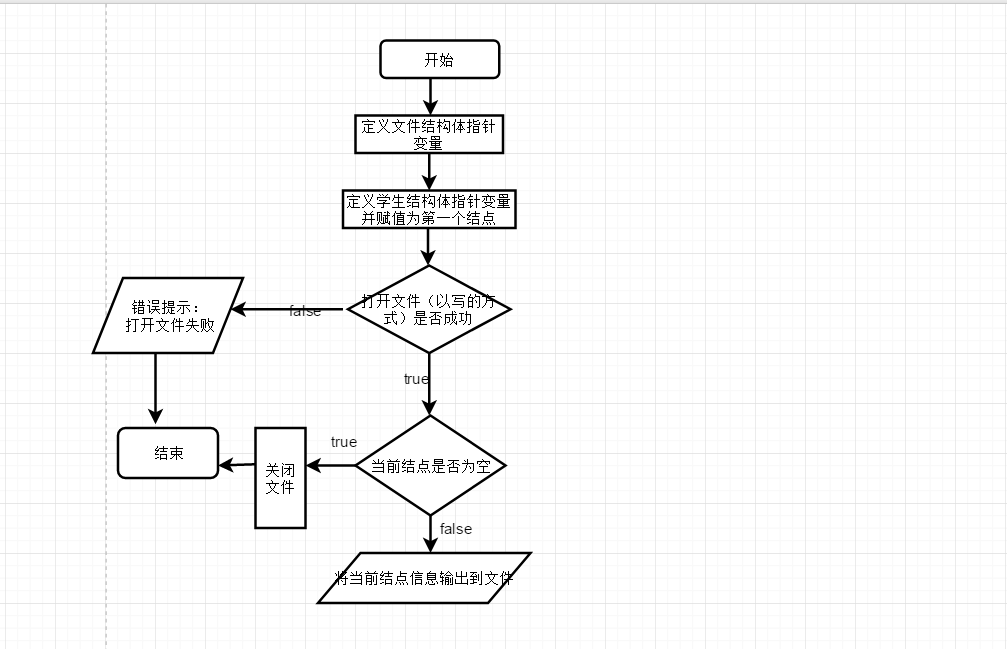 开始
定义文件结构体指针
变量
定义学生结构体指针变量
并赋值为第一个结点
打开文件（以写的方
式）是否成功
false
错误提示：
打开文件失败
true
当前结点是否为空
true
关闭
文件
结束
false
将当前结点信息输出到文件